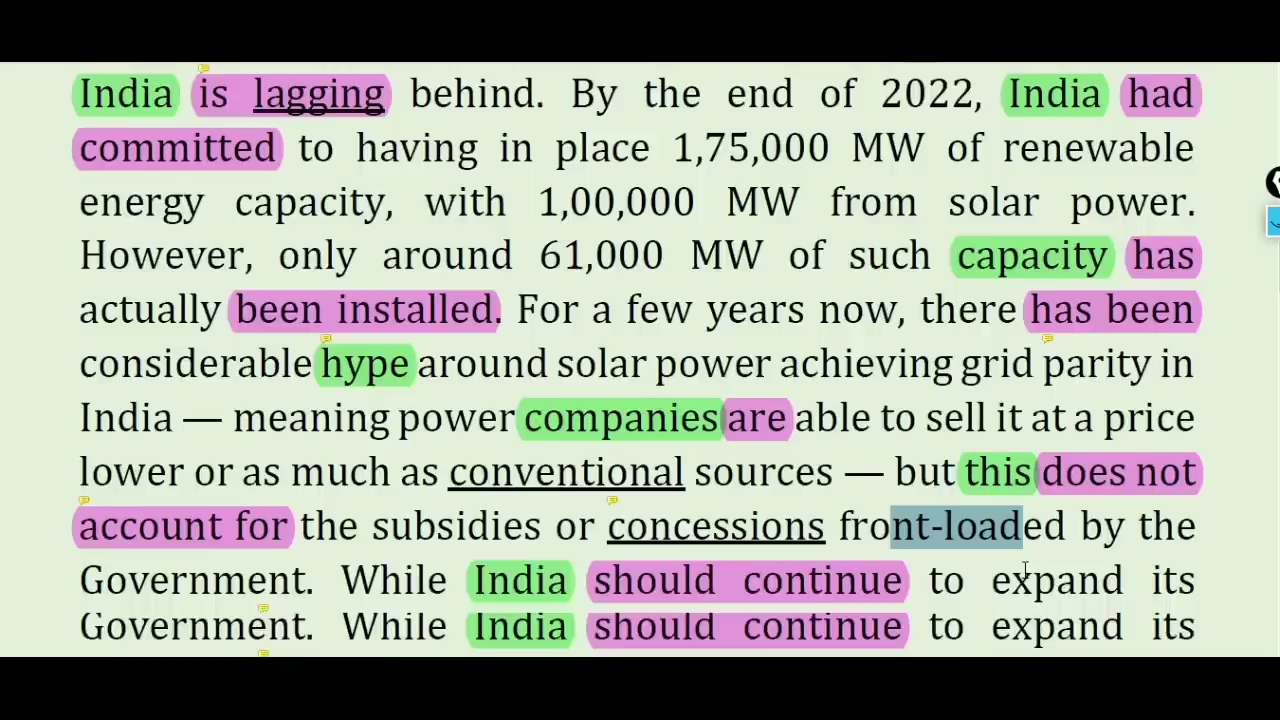 India is lagging behind. By the end of 2022, India had
committed to having in place 1,75,000 MW of renewable
energy capacity, with 1,00,000 MW from solar power.
However, only around 61,000 MW of such capacity has
actually been installed. For a few years now, there has been
considerable hype around solar power achieving grid parity in
India — meaning power companies are able to sell it at a price
lower or as much as conventional sources — but this does not
account for the subsidies or concessions front-loaded by the
Government. While India should continue to expand its
Government. While India should continue to expand its